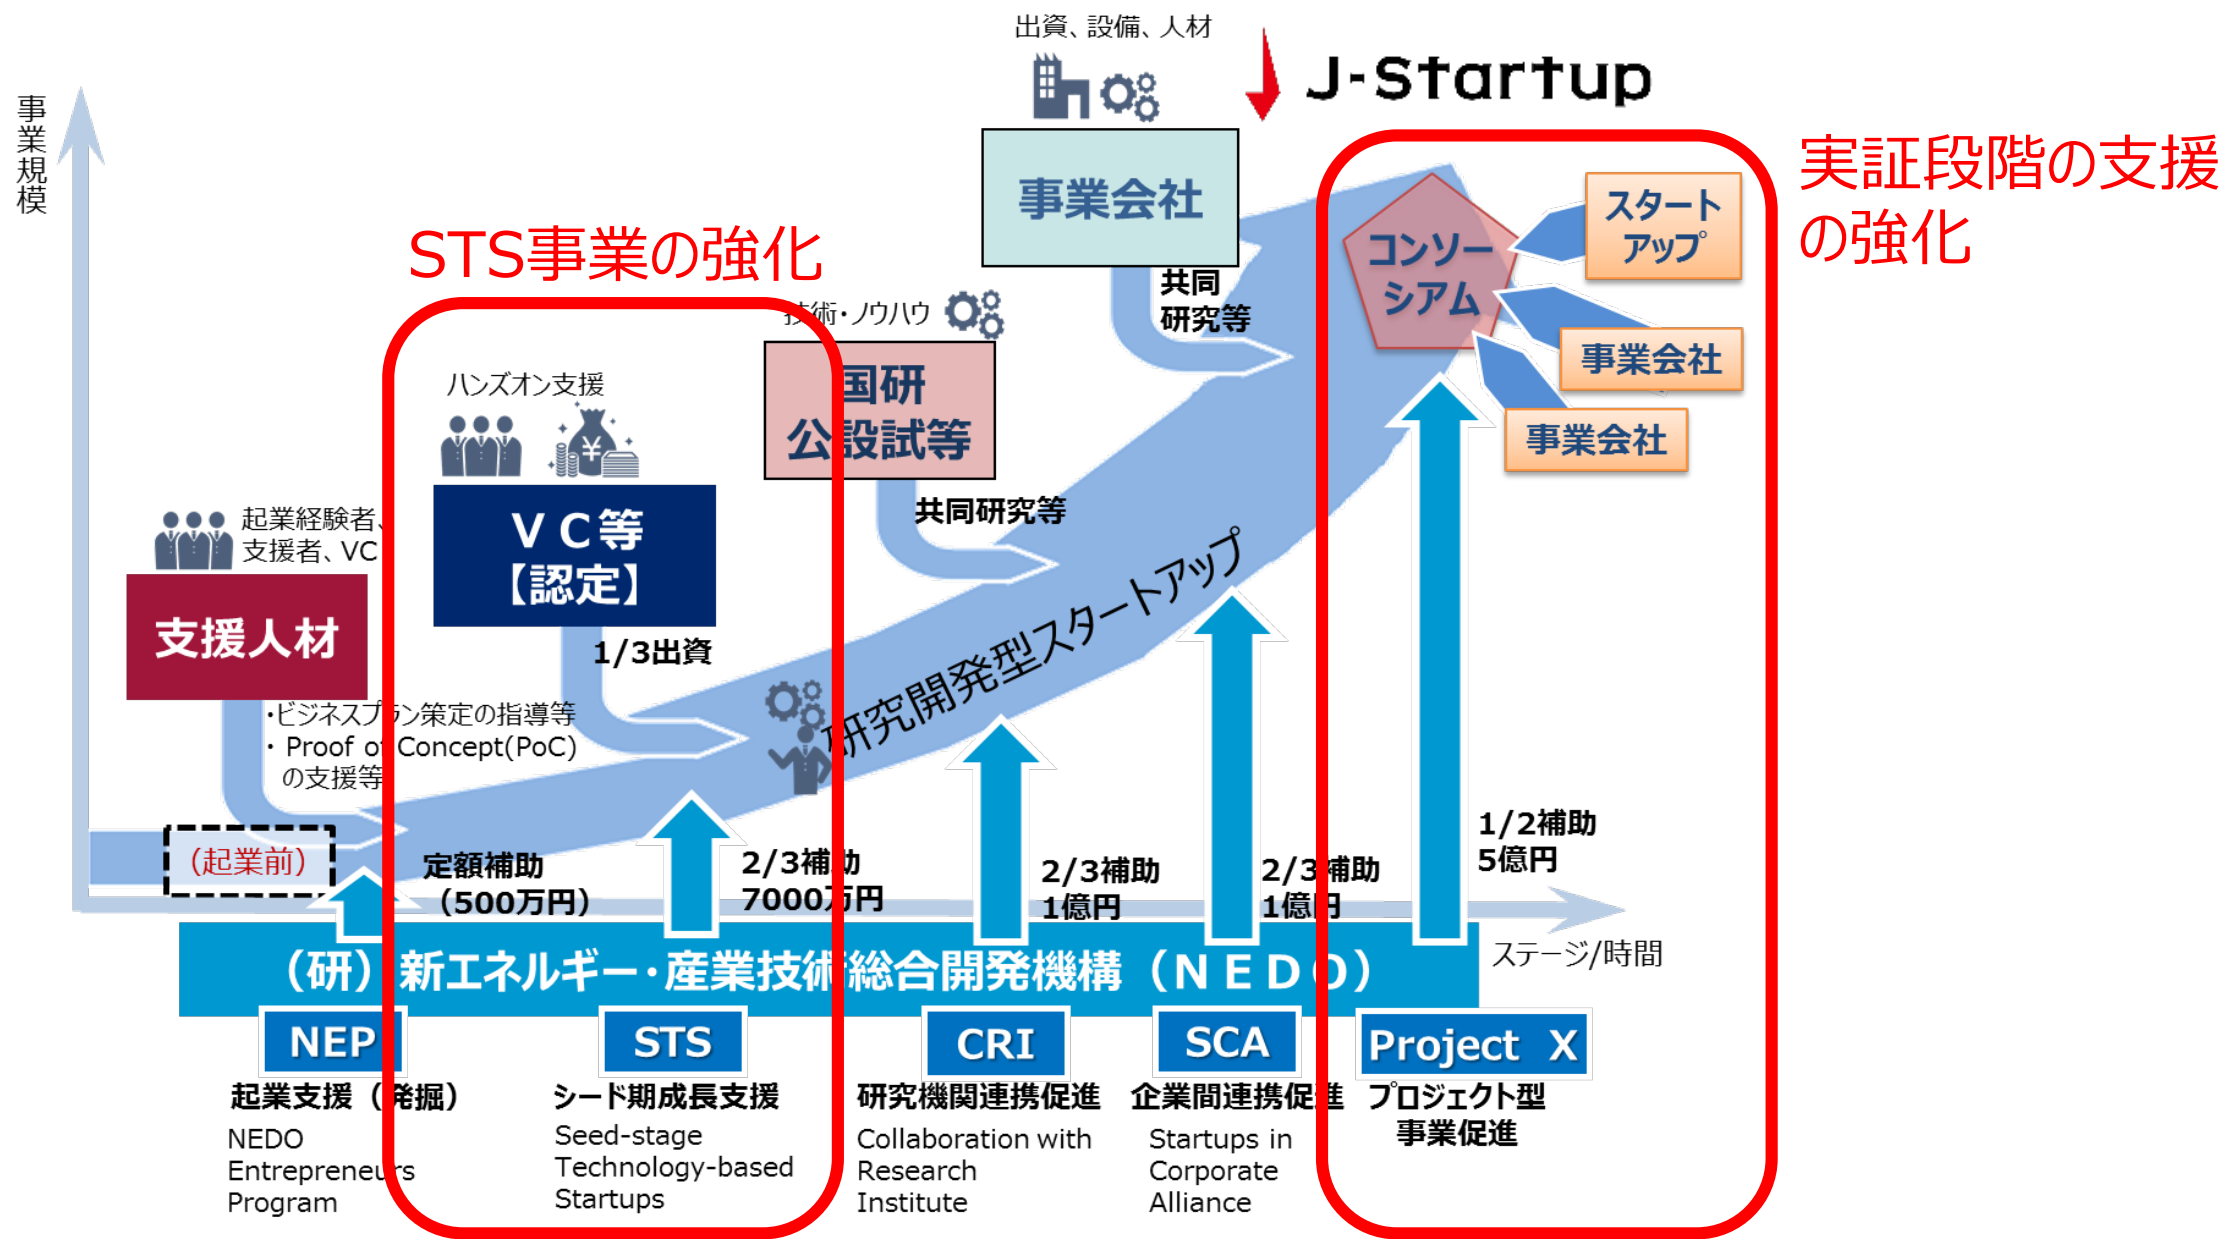 出資、設備、人材
J-Startup
事業規模
事業会社
実証段階の支援
の強化
スタート
アップ
コンソー
シアム
STS事業の強化
共同
研究等
技術・ノウハウ
国研
公設試等
事業会社
事業会社
ハンズオン支援
¥
共同研究等
起業経験者、
支援者、VC
VC等
【認定】
支援人材
1/3出資
研究開発型スタートアップ
・ビジネスプラン策定の指導等
・ Proof of Concept(PoC)
の支援等
(起業前)
定額補助
(500万円)
2/3補助
7000万円
2/3補助
1億円
2/3補助
1億円
1/2補助
5億円
ステージ/時間
(研)新エネルギー・産業技術総合開発機構(NEDO)
NEP
起業支援(発掘)
NEDO
Entrepreneurs
Program
STS
シード期成長支援
Seed-stage
Technology-based
Startups
CRI
研究機関連携促進
Collaboration with
Research
Institute
SCA
企業間連携促進
Startups in
Corporate
Alliance
Project X
プロジェクト型
事業促進